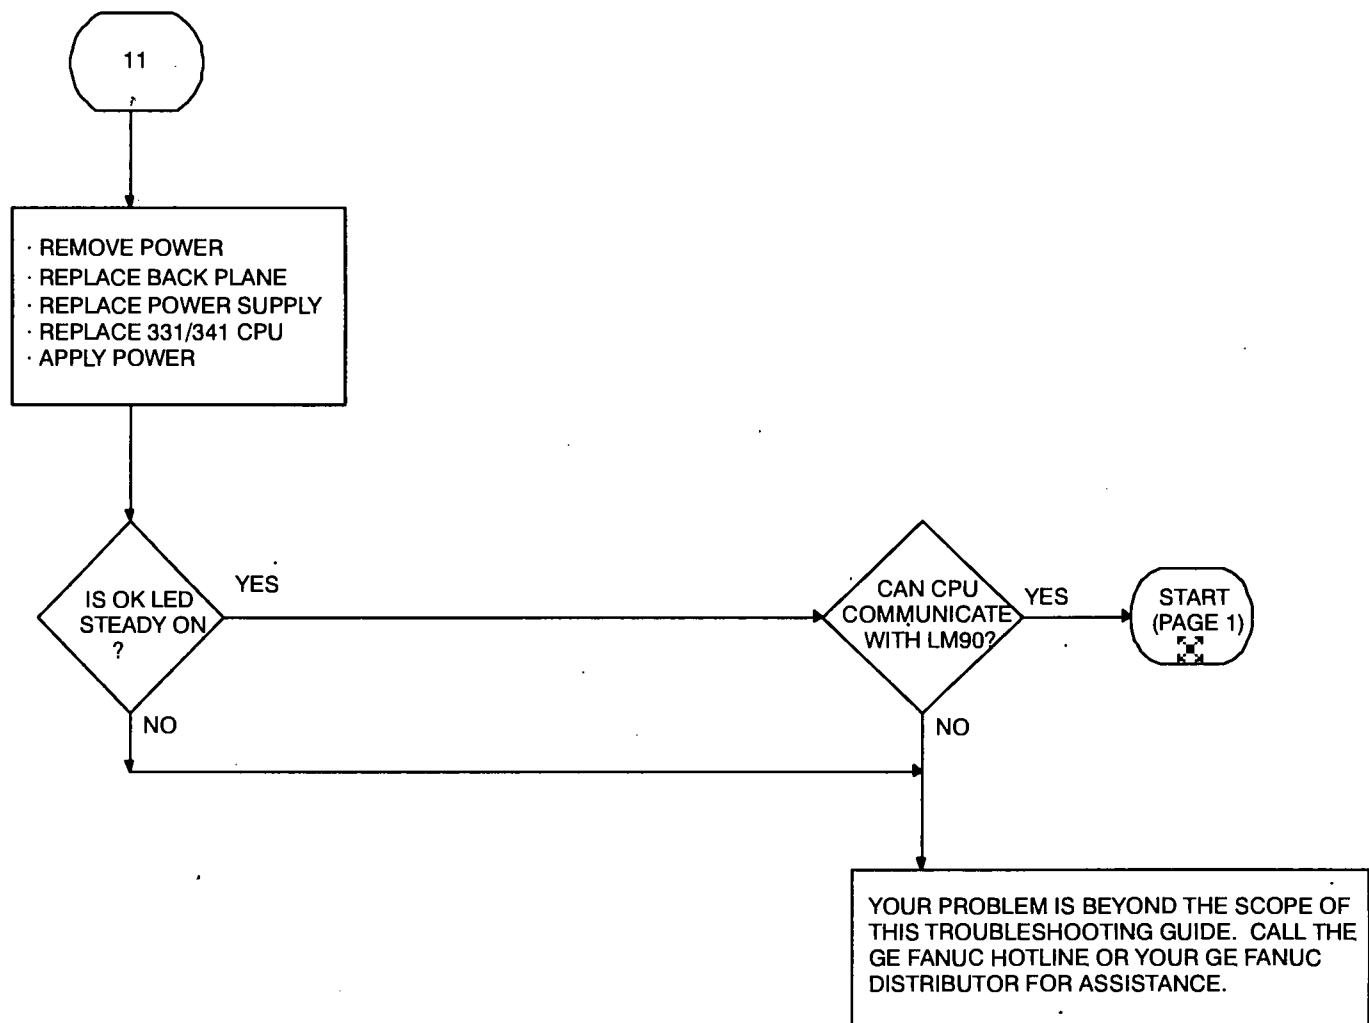 11
· REMOVE POWER
· REPLACE BACK PLANE
· REPLACE POWER SUPPLY
· REPLACE 331/341 CPU
· APPLY POWER
IS OK LED
STEADY ON
?
YES
NO
CAN CPU
COMMUNICATE
WITH LM90?
YES
NO
START
(PAGE 1)
YOUR PROBLEM IS BEYOND THE SCOPE OF
THIS TROUBLESHOOTING GUIDE. CALL THE
GE FANUC HOTLINE OR YOUR GE FANUC
DISTRIBUTOR FOR ASSISTANCE.